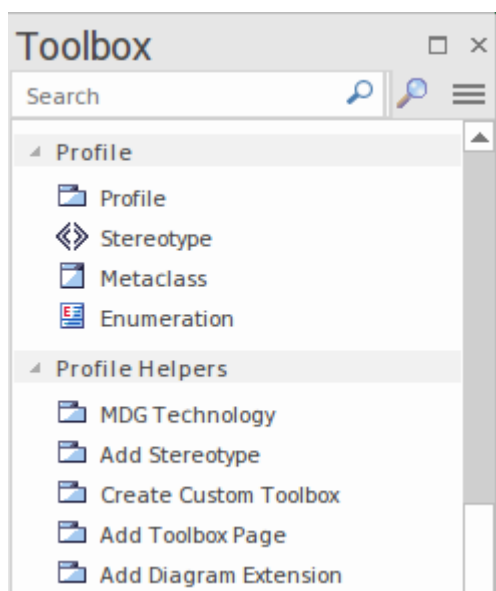 Toolbox
Search
Profile
Profile
Stereotype
Metaclass
Enumeration
Profile Helpers
MDG Technology
Add Stereotype
Create Custom Toolbox
Add Toolbox Page
Add Diagram Extension